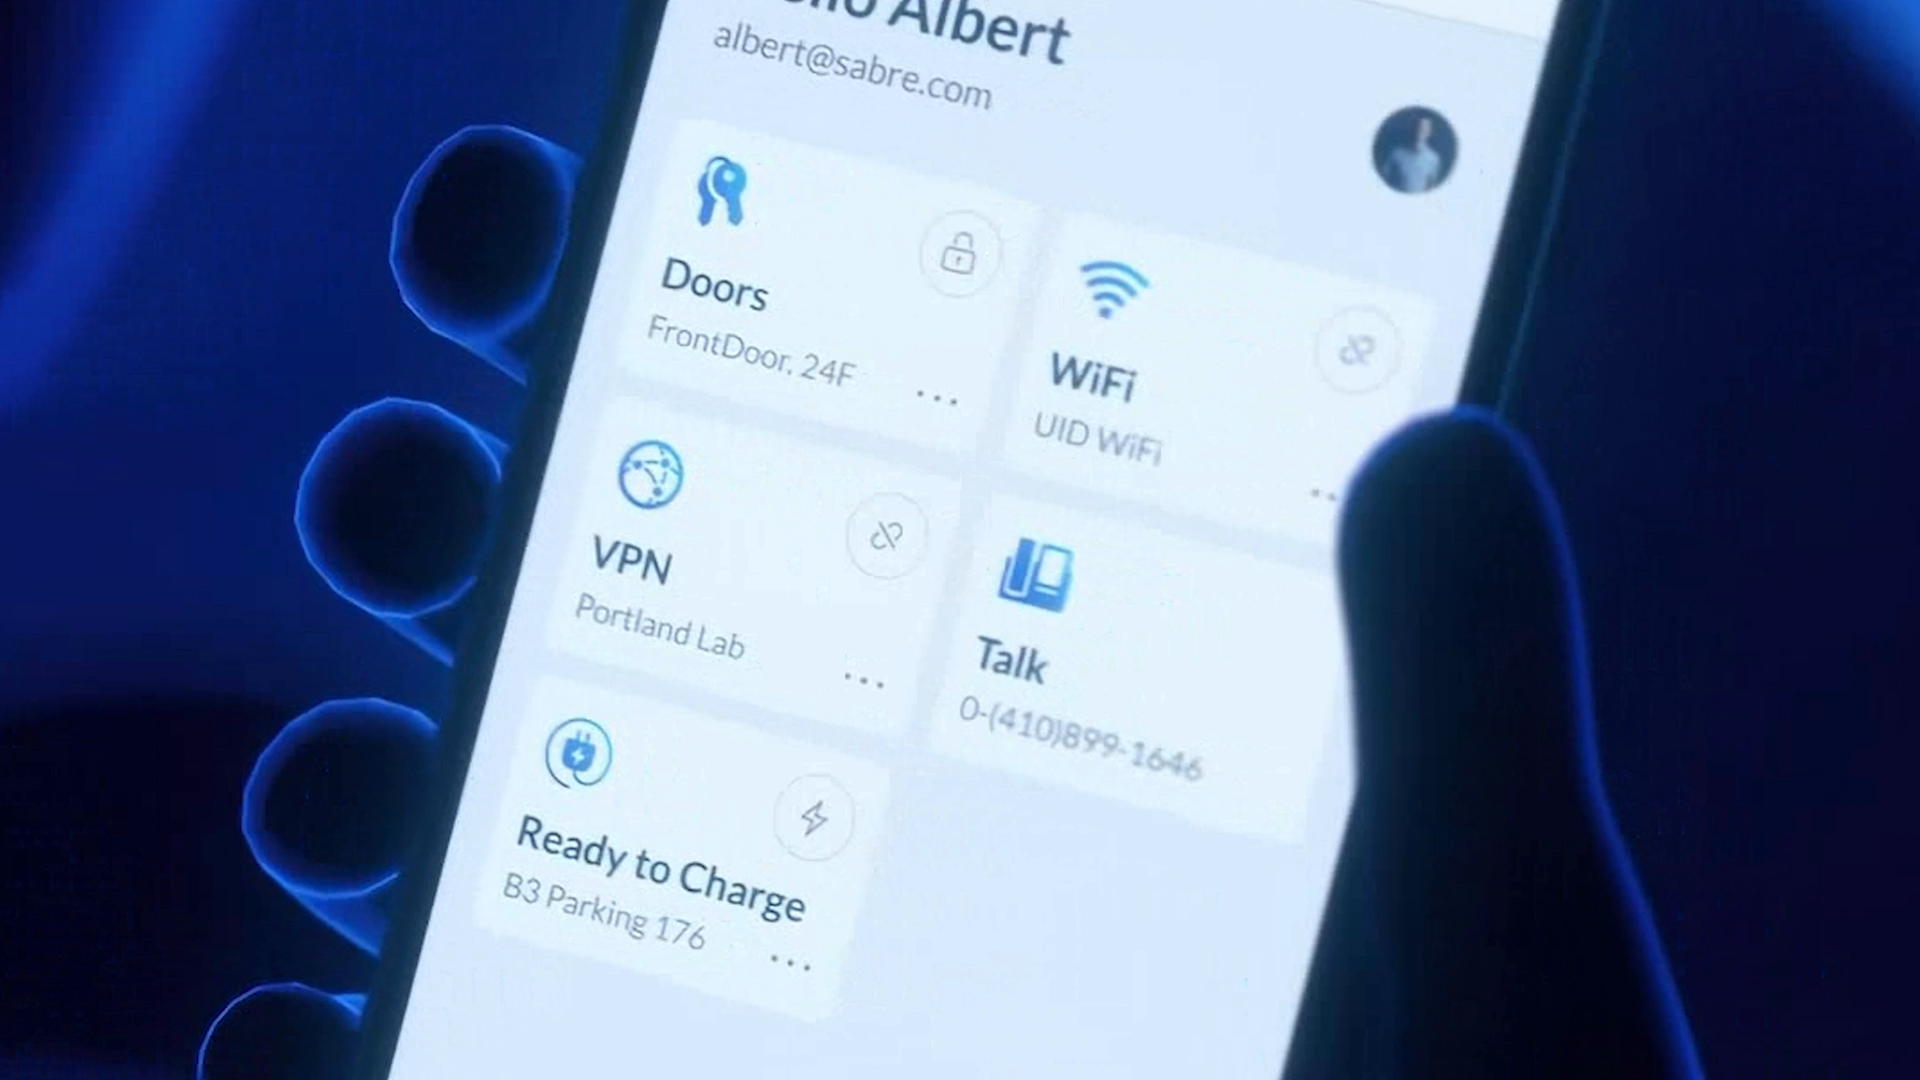 Albert
albert@sabre.com
Doors
FrontDoor, 24F
WiFi
UID WiFi
VPN
Portland Lab
Talk
0-(410)899-1646
Ready to Charge
B3 Parking 176